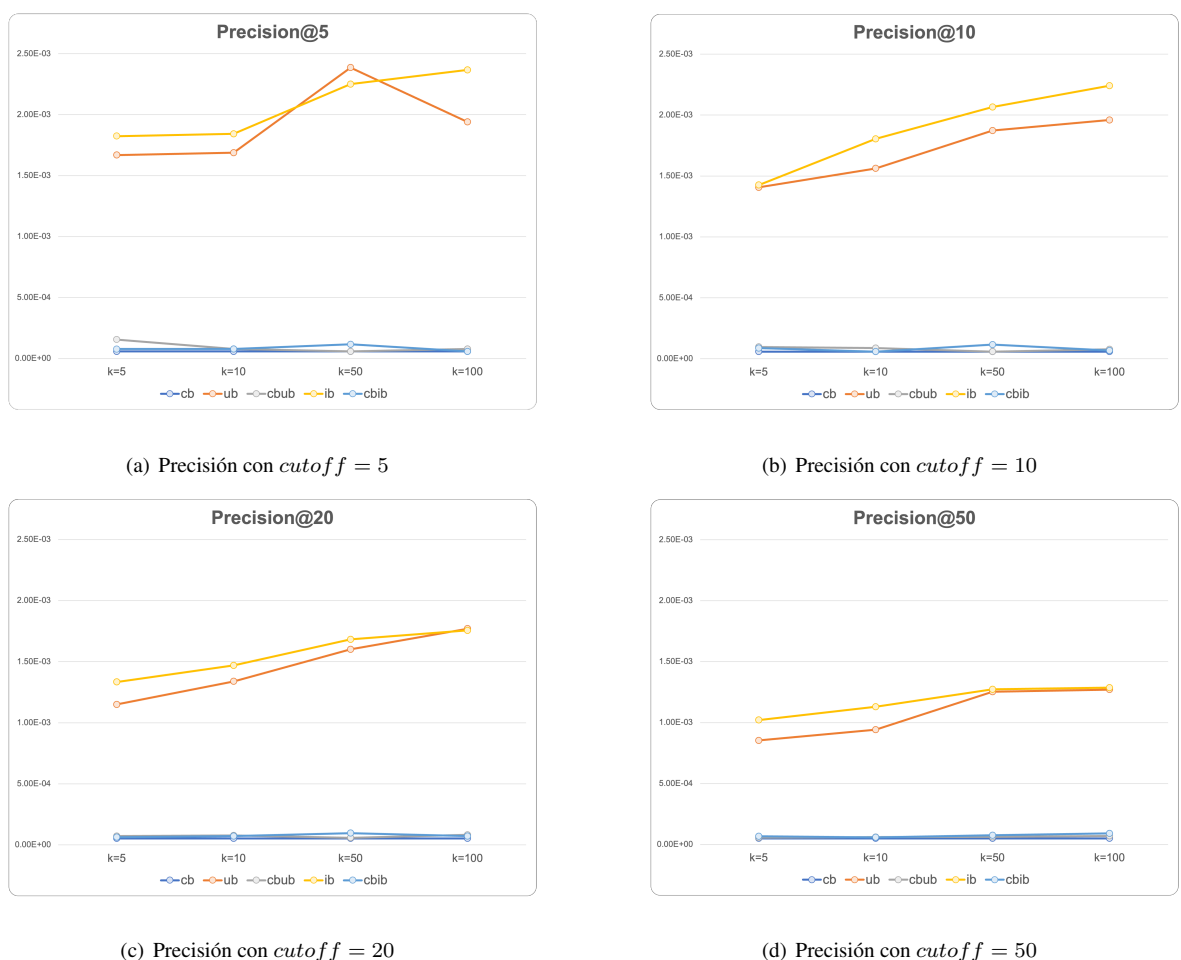 Precision@5
2.50E-03
2.00E-03
1.50E-03
1.00E-03
5.00E-04
0.00E+00
k=5 k=10 k=50 k=100
cb ub cbub ib cbib
(a) Precisión con cutoff = 5
Precision@10
2.50E-03
2.00E-03
1.50E-03
1.00E-03
5.00E-04
0.00E+00
k=5 k=10 k=50 k=100
cb ub cbub ib cbib
(b) Precisión con cutoff = 10
Precision@20
2.50E-03
2.00E-03
1.50E-03
1.00E-03
5.00E-04
0.00E+00
k=5 k=10 k=50 k=100
cb ub cbub ib cbib
(c) Precisión con cutoff = 20
Precision@50
2.50E-03
2.00E-03
1.50E-03
1.00E-03
5.00E-04
0.00E+00
k=5 k=10 k=50 k=100
cb ub cbub ib cbib
(d) Precisión con cutoff = 50